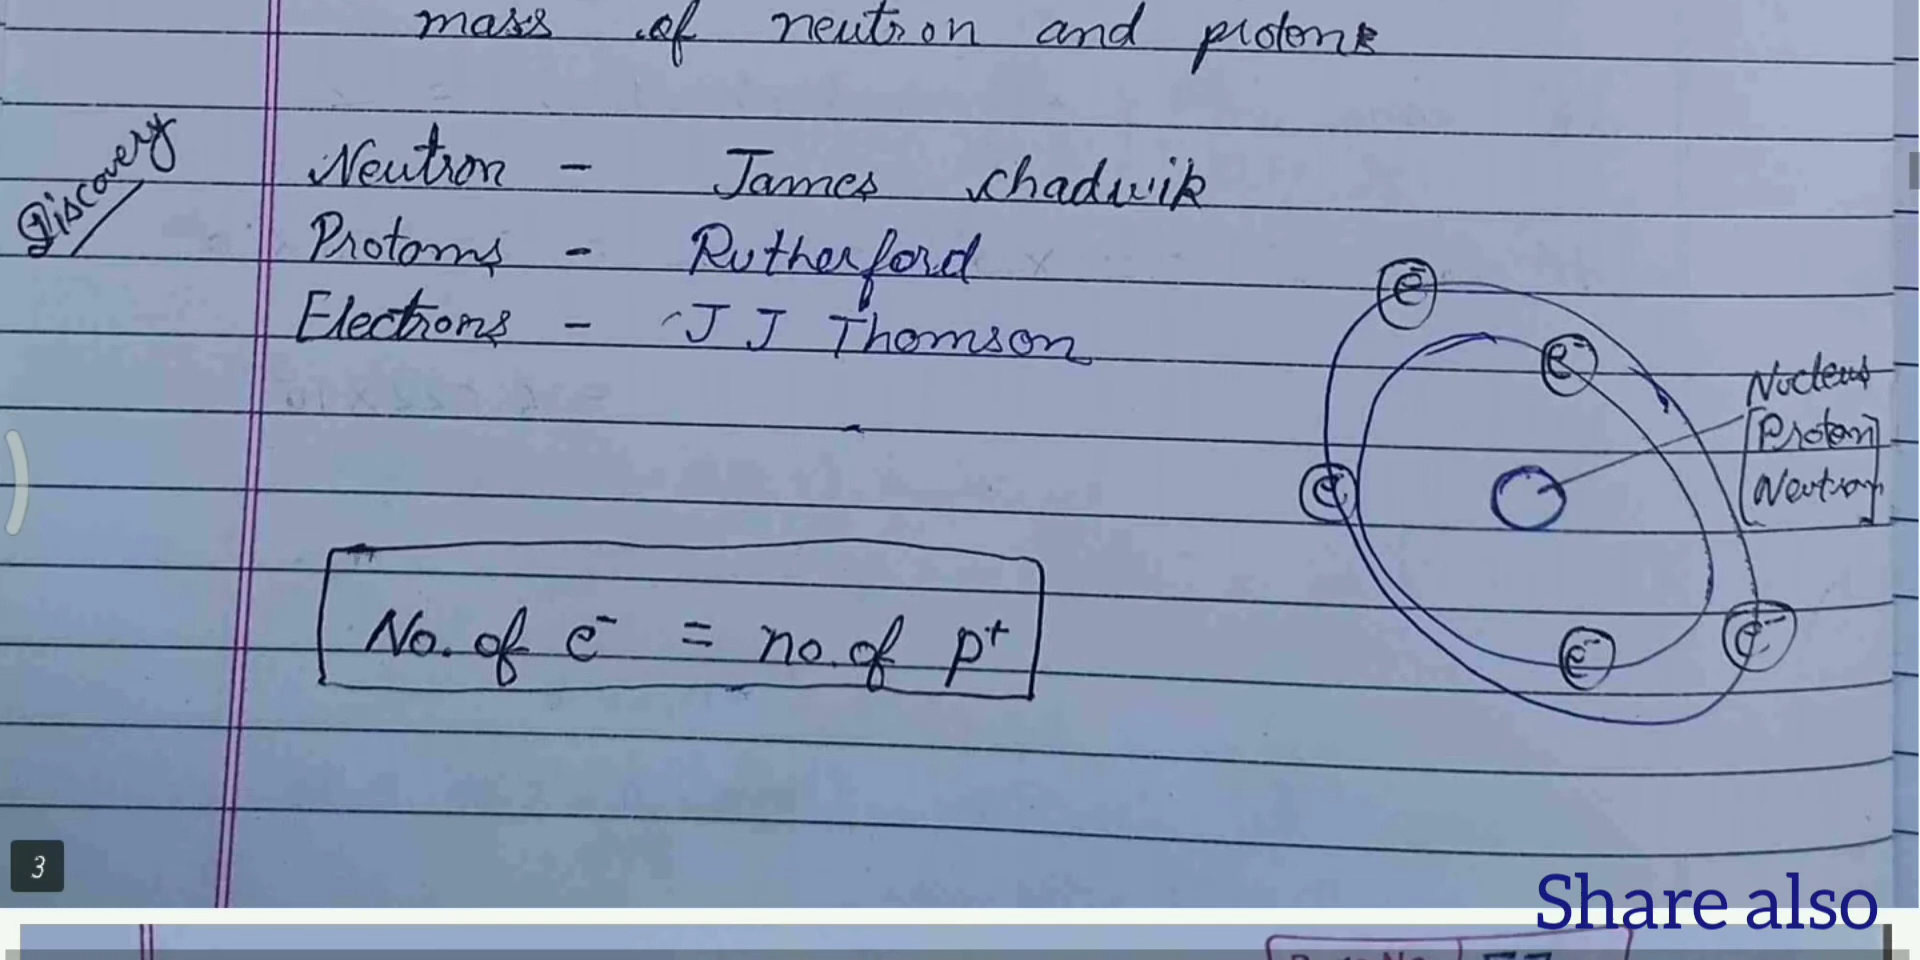 mass of neutron and protons
Discovery
Neutron - James chadwik
Protons - Rutherford
Electrons - J J Thomson
e⁻
e⁻
Nucleus
[Proton
Neutron]
e⁻
No. of e⁻ = no. of p⁺
e⁻
e⁻
3
Share also